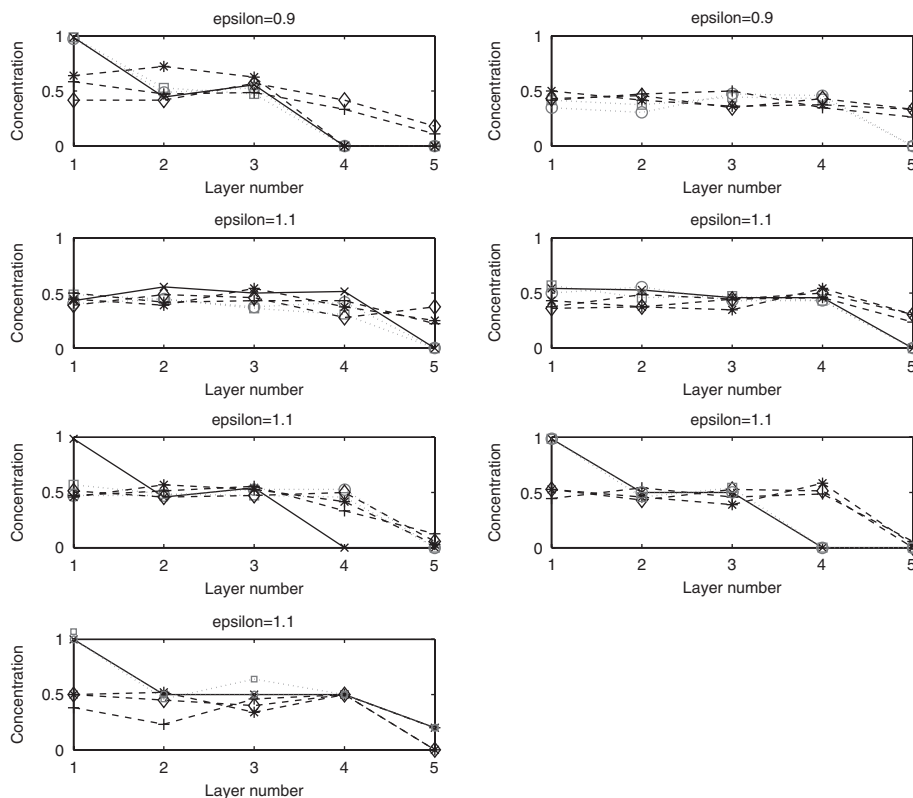 epsilon=0.9
1
0.5
0
Concentration
1 2 3 4 5
Layer number
epsilon=0.9
1
0.5
0
Concentration
1 2 3 4 5
Layer number
epsilon=1.1
1
0.5
0
Concentration
1 2 3 4 5
Layer number
epsilon=1.1
1
0.5
0
Concentration
1 2 3 4 5
Layer number
epsilon=1.1
1
0.5
0
Concentration
1 2 3 4 5
Layer number
epsilon=1.1
1
0.5
0
Concentration
1 2 3 4 5
Layer number
epsilon=1.1
1
0.5
0
Concentration
1 2 3 4 5
Layer number